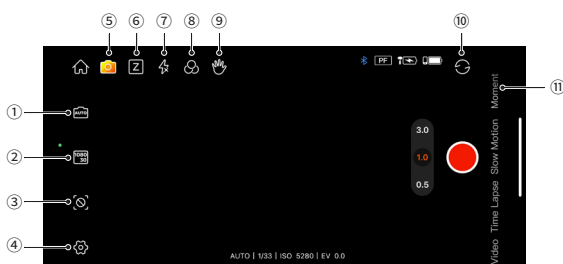 ⑤ ⑥ ⑦ ⑧ ⑨ ⑩
Z PF
⑪
Moment
① AUTO
② 1080 30
3.0
1.0
0.5
Slow Motion
③
Time Lapse
④
Video
AUTO | 1/33 | ISO 5280 | EV 0.0